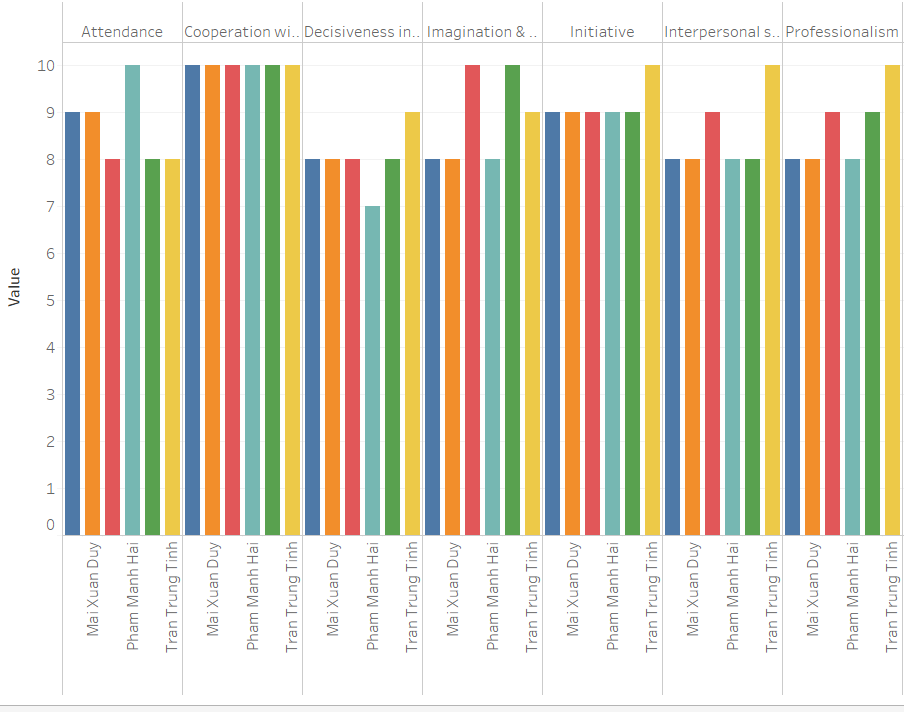 Attendance
Cooperation wi..
Decisiveness in..
Imagination & ..
Initiative
Interpersonal s..
Professionalism
Value
10
9
8
7
6
5
4
3
2
1
0
Mai Xuan Duy
Pham Manh Hai
Tran Trung Tinh
Mai Xuan Duy
Pham Manh Hai
Tran Trung Tinh
Mai Xuan Duy
Pham Manh Hai
Tran Trung Tinh
Mai Xuan Duy
Pham Manh Hai
Tran Trung Tinh
Mai Xuan Duy
Pham Manh Hai
Tran Trung Tinh
Mai Xuan Duy
Pham Manh Hai
Tran Trung Tinh
Mai Xuan Duy
Pham Manh Hai
Tran Trung Tinh